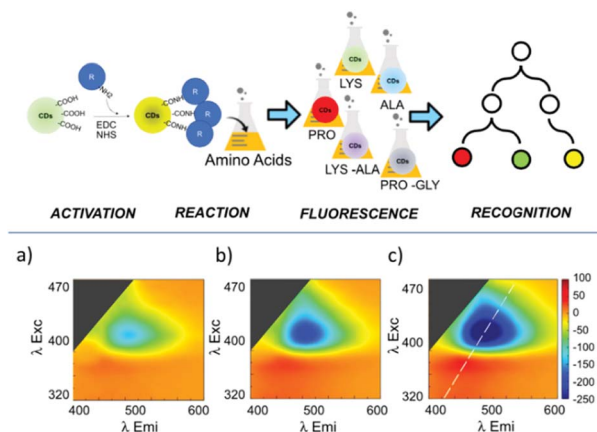 CDs
-COOH
-COOH
-COOH
R
NH2
EDC
NHS
CDs
-CONH
-CONH
-CONH
R
R
R
Amino Acids
CDs
LYS
CDs
ALA
CDs
PRO
CDs
LYS -ALA
CDs
PRO -GLY
ACTIVATION
REACTION
FLUORESCENCE
RECOGNITION
a)
b)
c)
470
400
320
λ Exc
400
500
600
λ Emi
470
400
320
λ Exc
400
500
600
λ Emi
470
400
320
λ Exc
400
500
600
λ Emi
100
50
0
-50
-100
-150
-200
-250